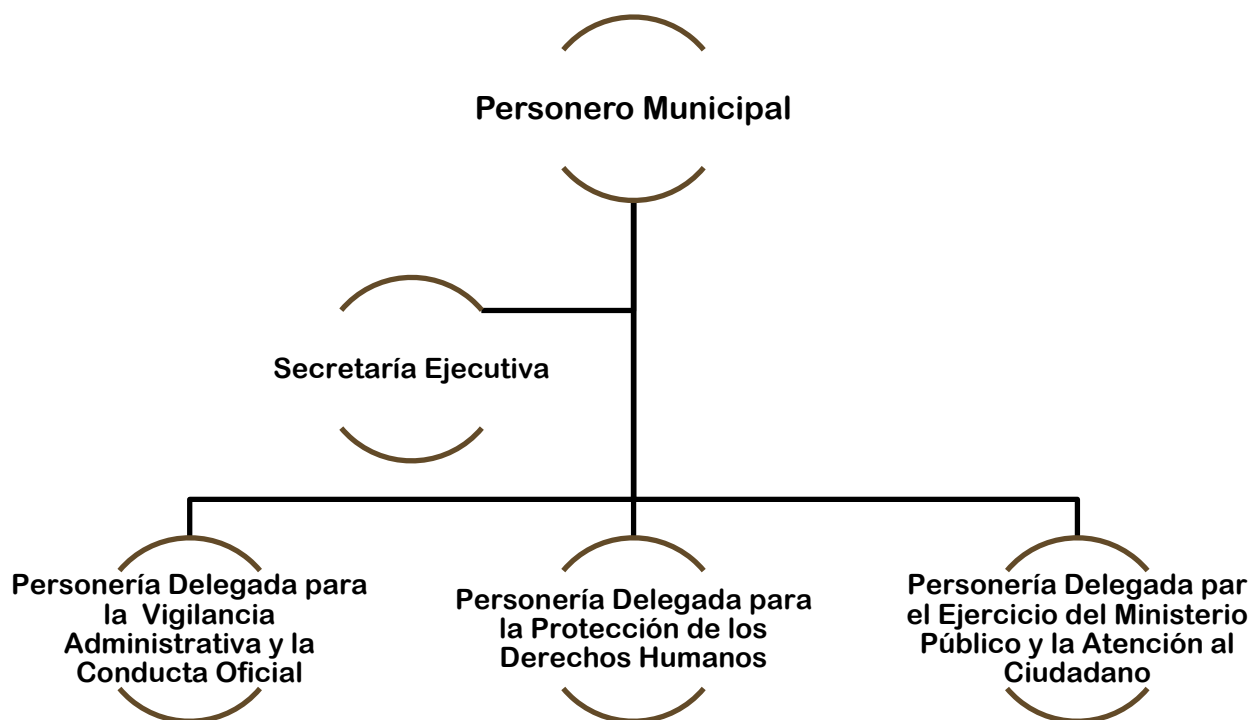 Personero Municipal
Secretaría Ejecutiva
Personería Delegada para
la Vigilancia
Administrativa y la
Conducta Oficial
Personería Delegada para
la Protección de los
Derechos Humanos
Personería Delegada par
el Ejercicio del Ministerio
Público y la Atención al
Ciudadano